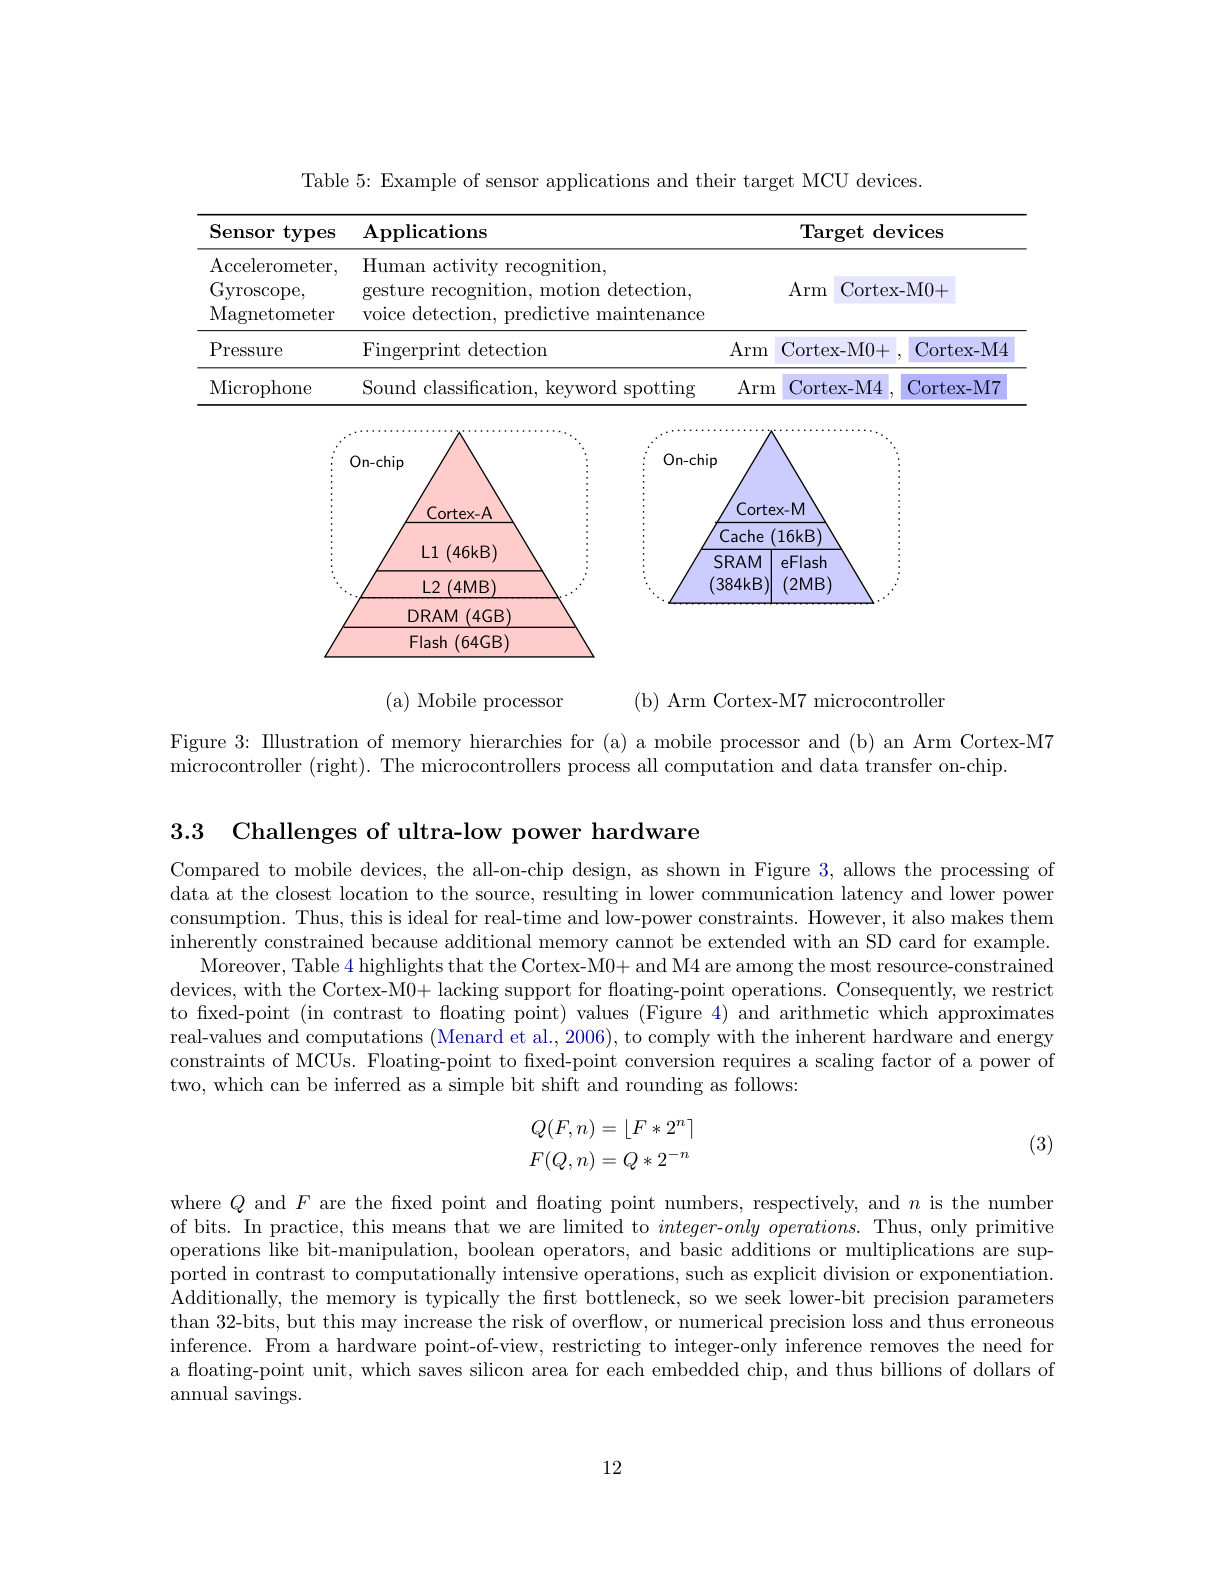 Table 5: Example of sensor applications and their target MCU devices.
Sensor types Applications Target devices
Accelerometer, Human activity recognition,
Gyroscope, gesture recognition, motion detection, Arm Cortex-M0+
Magnetometer voice detection, predictive maintenance
Pressure Fingerprint detection Arm Cortex-M0+ , Cortex-M4
Microphone Sound classification, keyword spotting Arm Cortex-M4 , Cortex-M7
On-chip
Cortex-A
L1 (46kB)
L2 (4MB)
DRAM (4GB)
Flash (64GB)
On-chip
Cortex-M
Cache (16kB)
SRAM eFlash
(384kB) (2MB)
(a) Mobile processor (b) Arm Cortex-M7 microcontroller
Figure 3: Illustration of memory hierarchies for (a) a mobile processor and (b) an Arm Cortex-M7
microcontroller (right). The microcontrollers process all computation and data transfer on-chip.
3.3 Challenges of ultra-low power hardware
Compared to mobile devices, the all-on-chip design, as shown in Figure 3, allows the processing of
data at the closest location to the source, resulting in lower communication latency and lower power
consumption. Thus, this is ideal for real-time and low-power constraints. However, it also makes them
inherently constrained because additional memory cannot be extended with an SD card for example.
Moreover, Table 4 highlights that the Cortex-M0+ and M4 are among the most resource-constrained
devices, with the Cortex-M0+ lacking support for floating-point operations. Consequently, we restrict
to fixed-point (in contrast to floating point) values (Figure 4) and arithmetic which approximates
real-values and computations (Menard et al., 2006), to comply with the inherent hardware and energy
constraints of MCUs. Floating-point to fixed-point conversion requires a scaling factor of a power of
two, which can be inferred as a simple bit shift and rounding as follows:
Q(F, n) = ⌊F ∗ 2ⁿ⌉
F(Q, n) = Q ∗ 2⁻ⁿ
(3)
where Q and F are the fixed point and floating point numbers, respectively, and n is the number
of bits. In practice, this means that we are limited to integer-only operations. Thus, only primitive
operations like bit-manipulation, boolean operators, and basic additions or multiplications are sup-
ported in contrast to computationally intensive operations, such as explicit division or exponentiation.
Additionally, the memory is typically the first bottleneck, so we seek lower-bit precision parameters
than 32-bits, but this may increase the risk of overflow, or numerical precision loss and thus erroneous
inference. From a hardware point-of-view, restricting to integer-only inference removes the need for
a floating-point unit, which saves silicon area for each embedded chip, and thus billions of dollars of
annual savings.
12